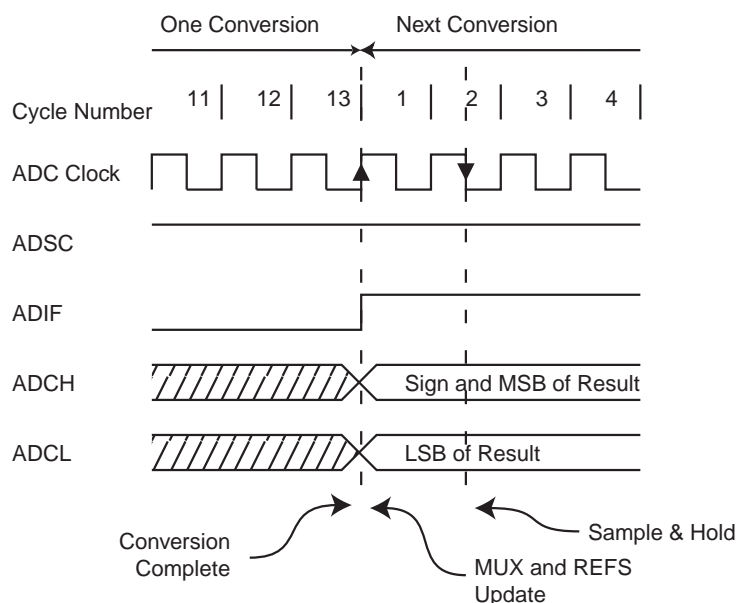 One Conversion
Next Conversion
Cycle Number
11
12
13
1
2
3
4
ADC Clock
ADSC
ADIF
ADCH
Sign and MSB of Result
ADCL
LSB of Result
Conversion
Complete
MUX and REFS
Update
Sample & Hold